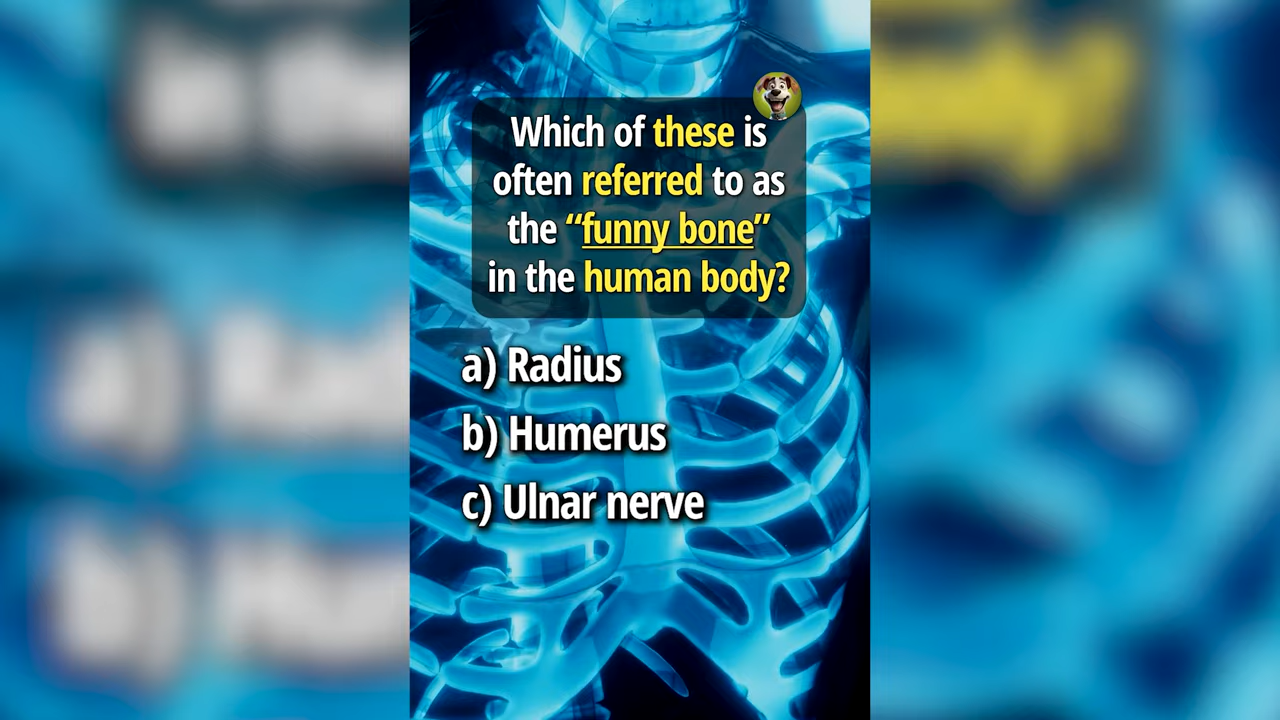 Which of these is
often referred to as
the “funny bone”
in the human body?
a) Radius
b) Humerus
c) Ulnar nerve